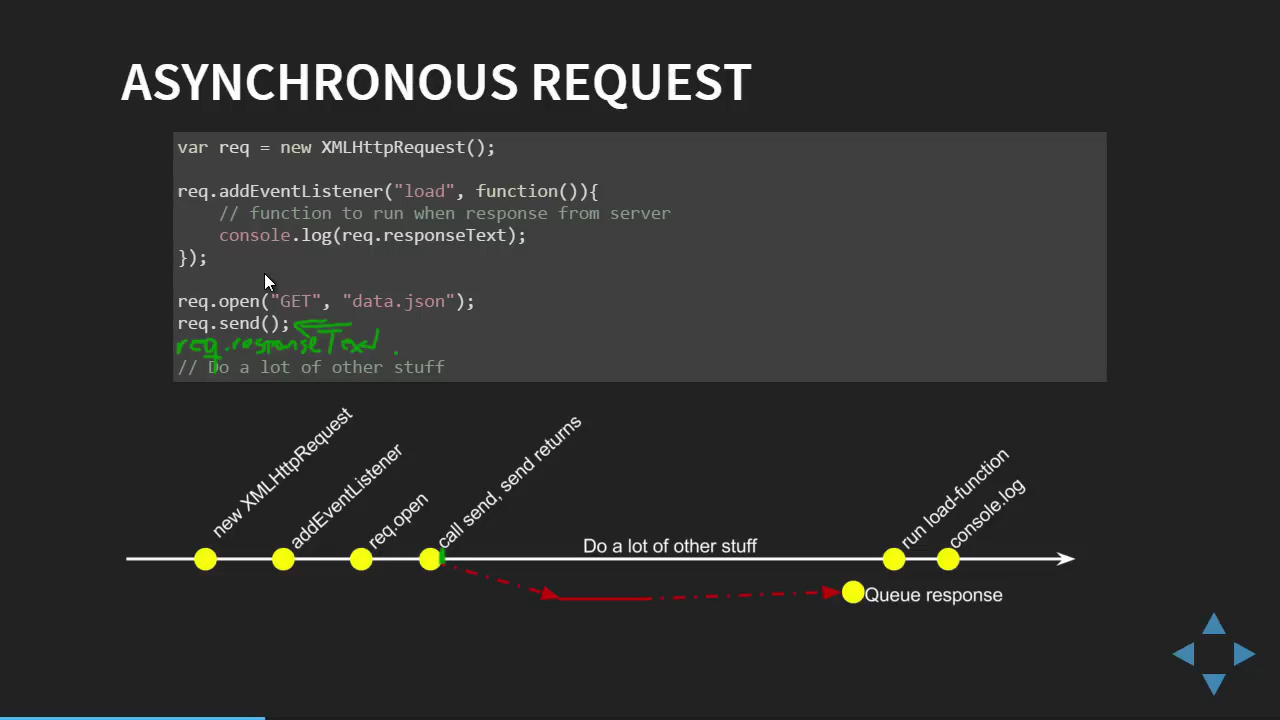 ASYNCHRONOUS REQUEST
var req = new XMLHttpRequest();
req.addEventListener("load", function()){
// function to run when response from server
console.log(req.responseText);
});
req.open("GET", "data.json");
req.send();
req.responseText
// Do a lot of other stuff
new XMLHttpRequest
addEventListener
req.open
call send, send returns
Do a lot of other stuff
run load-function
console.log
Queue response